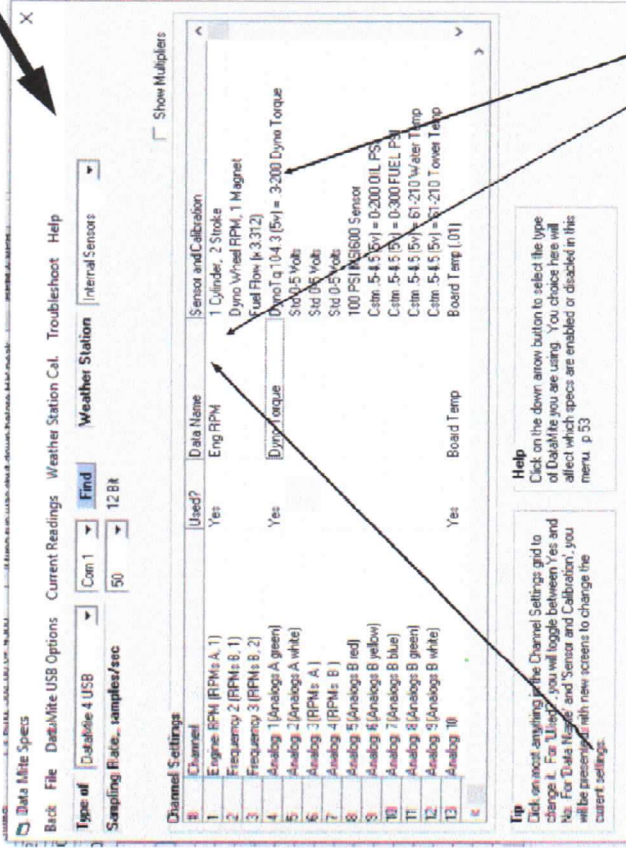 Data Mite Specs
Back File DataMite USB Options Current Readings Weather Station Cal. Troubleshoot Help
Type of DataMite 4 USB Com 1 Find Weather Station Internal Sensors
Sampling Rate, samples/sec 50 12 Bit
Channel Settings
Show Multipliers
# Channel Used? Data Name Sensor and Calibration
1 Engine RPM (RPMs A, 1) Yes Eng RPM 1 Cylinder, 2 Stroke
2 Frequency 2 (RPMs B, 1) Dyno Wheel RPM, 1 Magnet
3 Frequency 3 (RPMs B, 2) Fuel Flow (x 3.312)
4 Analog 1 (Analogs A green) Yes Dyno Torque DynoTq 10-4.3 (5v) = 3-200 Dyno Torque
5 Analog 2 (Analogs A white) Std 0-5 Volts
6 Analog 3 (RPMs A) Std 0-5 Volts
7 Analog 4 (RPMs B) Std 0-5 Volts
8 Analog 5 (Analogs B red) 100 PSI Sensor
9 Analog 6 (Analogs B yellow) Cstm .5-4.5 (5v) = 0-200 OIL PSI
10 Analog 7 (Analogs B blue) Cstm .5-4.5 (5v) = 0-300 FUEL PSI
11 Analog 8 (Analogs B green) Cstm .5-4.5 (5v) = 61-210 Water Temp
12 Analog 9 (Analogs B white) Cstm .5-4.5 (5v) = 61-210 Tower Temp
13 Analog 10 Yes Board Temp Board Temp (.01)
Tip
Click on most anything in the Channel Settings grid to
change it. For 'Used?', you will toggle between Yes and
No. For 'Data Name' and 'Sensor and Calibration', you
will be presented with new screens to change the
current settings.
Help
Click on the down arrow button to select the type
of DataMite you are using. You choice here will
affect which specs are enabled or disabled in this
menu. p 53